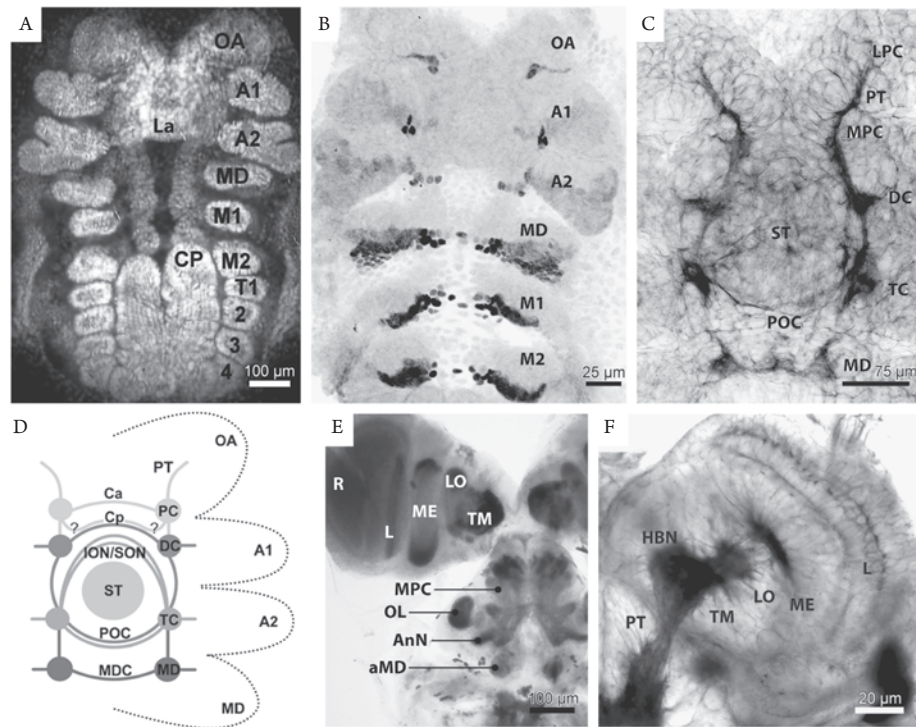 A
OA
A1
La
A2
MD
M1
CP
M2
T1
2
3
4
100 µm
B
OA
A1
A2
MD
M1
M2
25 µm
C
LPC
PT
MPC
DC
ST
TC
POC
MD
75 µm
D
OA
PT
Ca
PC
Cp
? ?
DC
ION/SON
A1
ST
TC
A2
POC
MDC
MD
MD
E
R
LO
ME
L
TM
MPC
OL
AnN
aMD
100 µm
F
HBN
L
LO
ME
PT
TM
20 µm